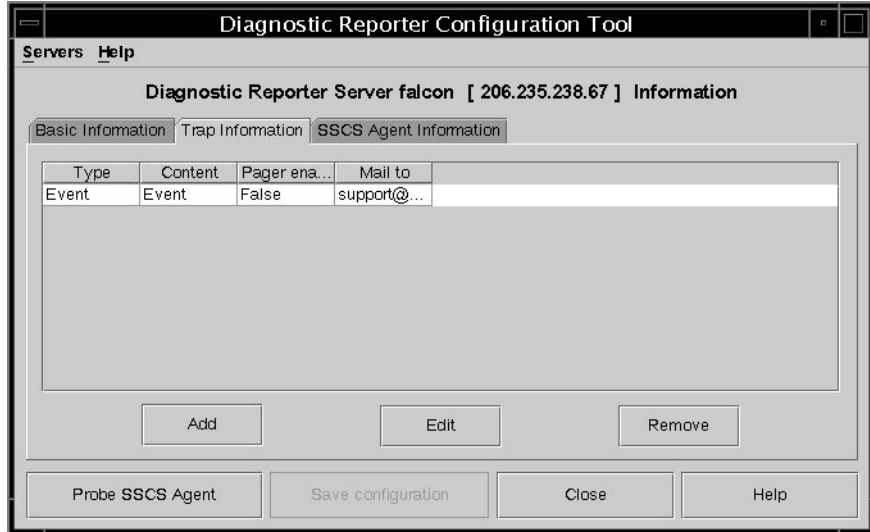 Diagnostic Reporter Configuration Tool
Servers Help
Diagnostic Reporter Server falcon [ 206.235.238.67 ] Information
Basic Information Trap Information SSCS Agent Information
Type Content Pager ena... Mail to
Event Event False support@...
Add Edit Remove
Probe SSCS Agent Save configuration Close Help